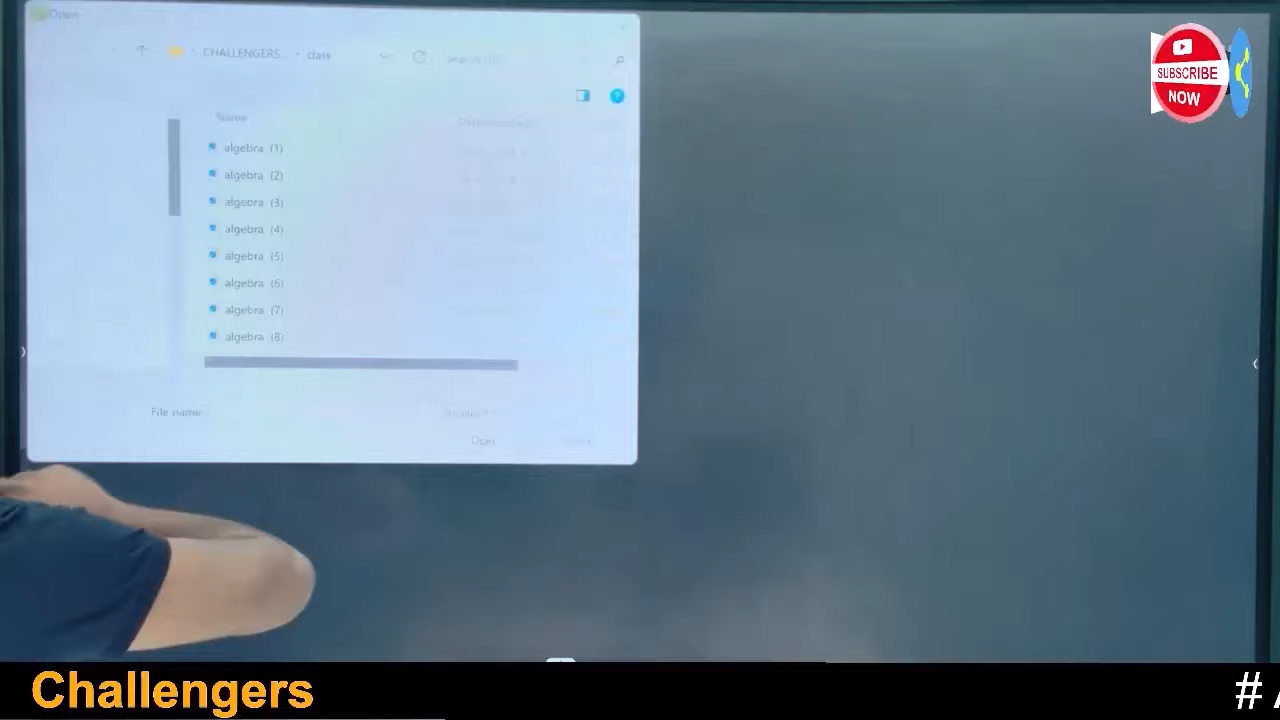 Open
CHALLENGERS... class
SUBSCRIBE
NOW
Name
algebra (1)
algebra (2)
algebra (3)
algebra (4)
algebra (5)
algebra (6)
algebra (7)
algebra (8)
File name:
Open
Challengers
#